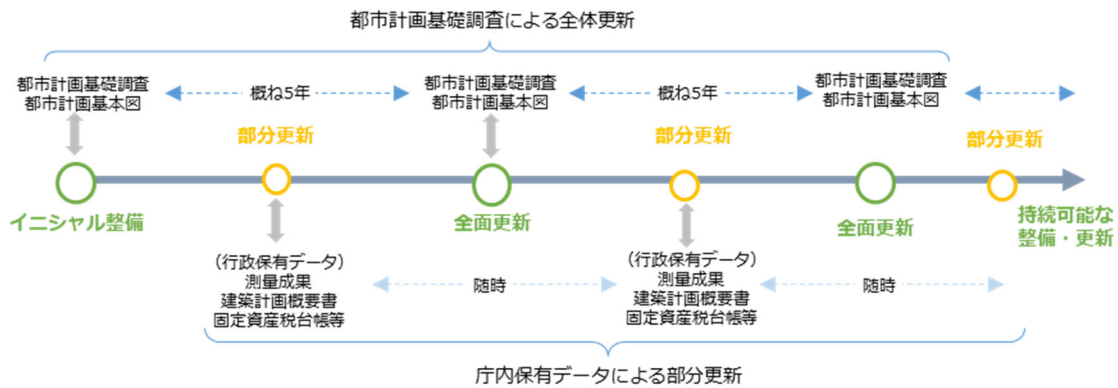 都市計画基礎調査による全体更新
都市計画基礎調査
都市計画基本図
概ね5年
都市計画基礎調査
都市計画基本図
概ね5年
都市計画基礎調査
都市計画基本図
部分更新
部分更新
部分更新
イニシャル整備
全面更新
全面更新
持続可能な
整備・更新
(行政保有データ)
測量成果
建築計画概要書
固定資産税台帳等
随時
(行政保有データ)
測量成果
建築計画概要書
固定資産税台帳等
随時
庁内保有データによる部分更新